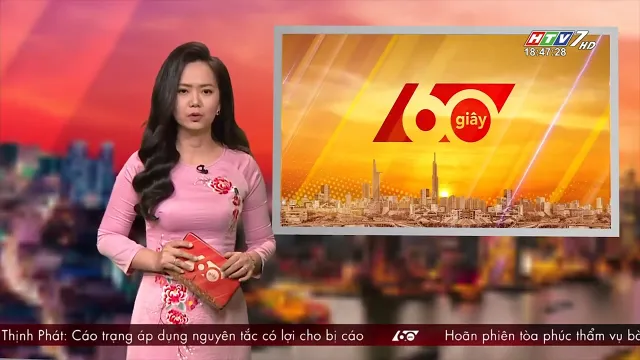 HTV7 HD
18:47:28
60 giây
Thịnh Phát: Cáo trạng áp dụng nguyên tắc có lợi cho bị cáo
60
Hoãn phiên tòa phúc thẩm vụ